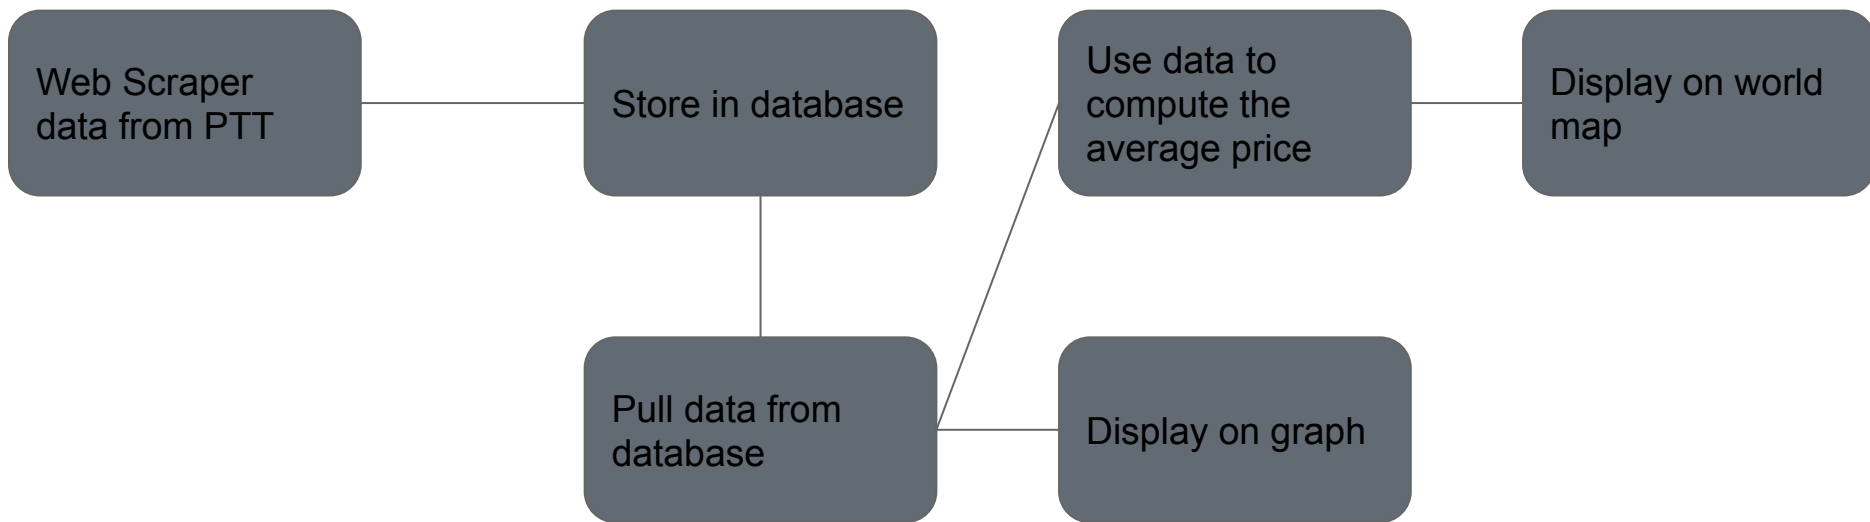 Web Scraper
data from PTT
Store in database
Use data to
compute the
average price
Display on world
map
Pull data from
database
Display on graph